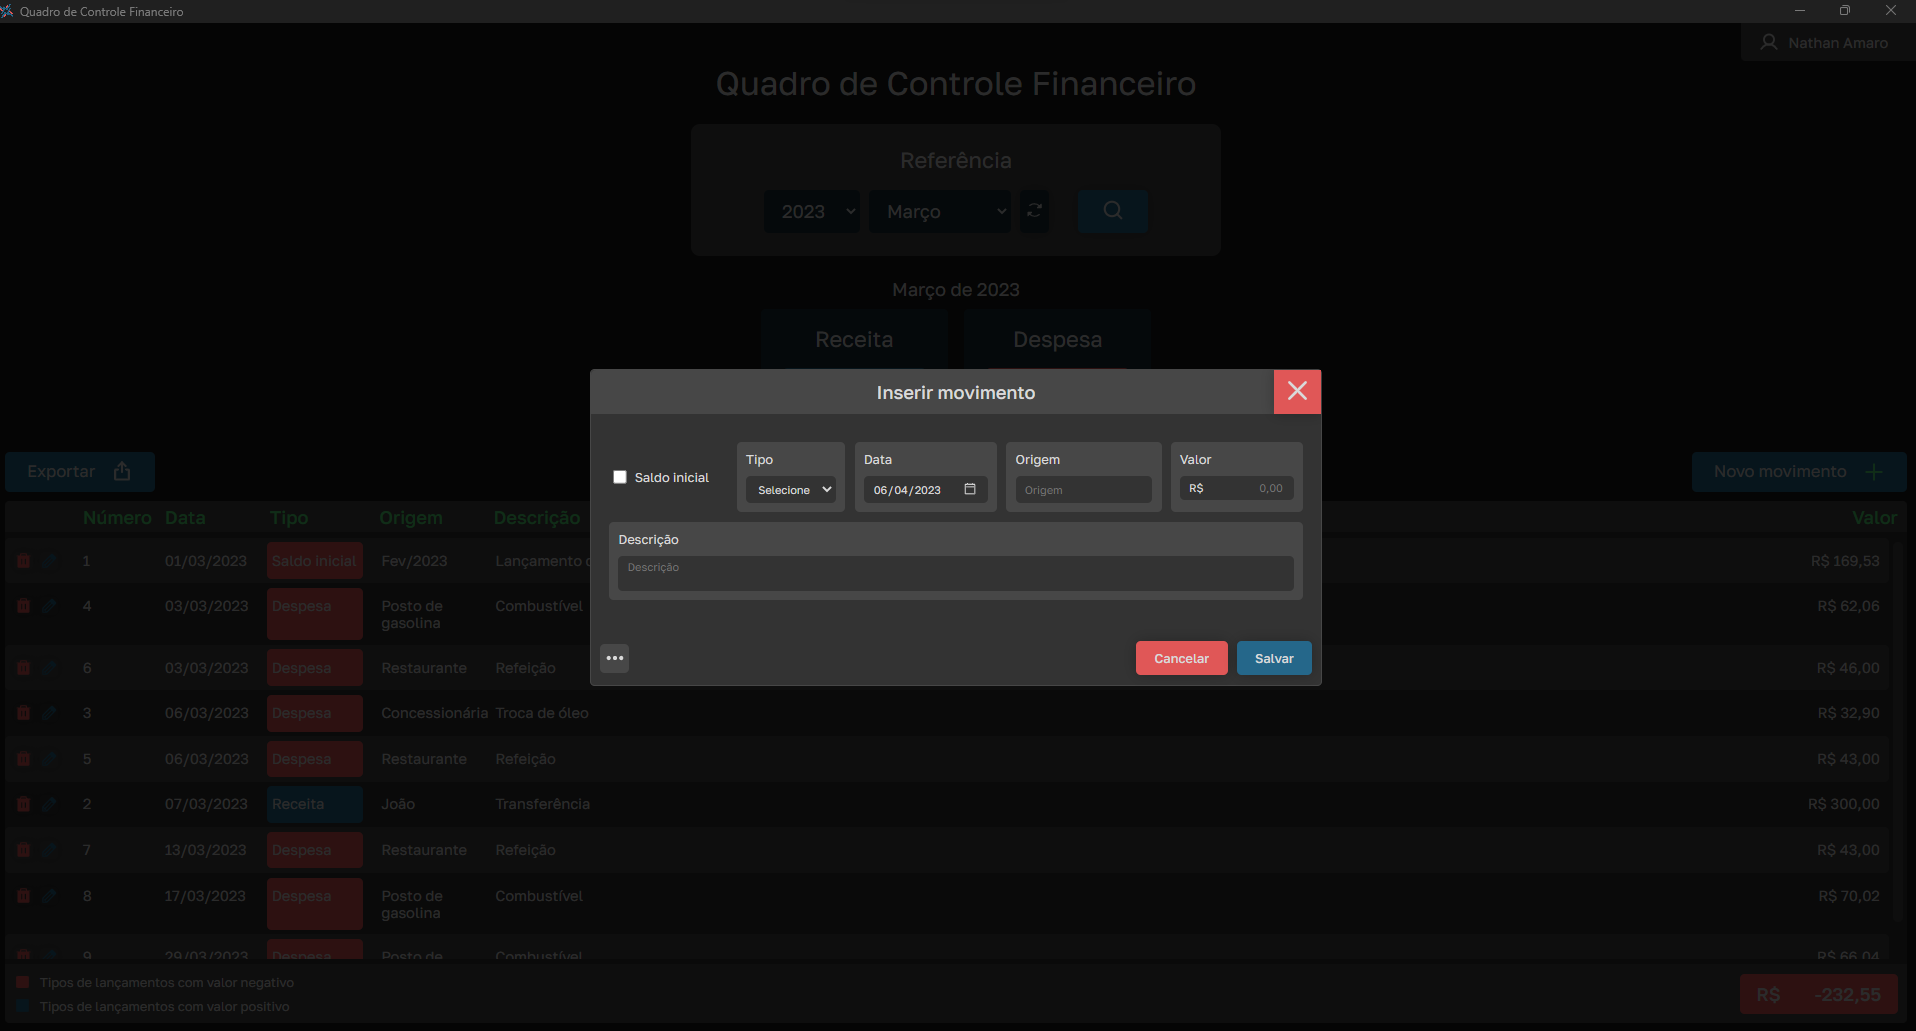 Quadro de Controle Financeiro
Nathan Amaro
Quadro de Controle Financeiro
Referência
2023 Março
Março de 2023
Receita Despesa
Inserir movimento
Saldo inicial
Tipo Data Origem Valor
Selecione 06/04/2023 Origem R$ 0,00
Descrição
Descrição
Cancelar Salvar
Exportar Novo movimento
Número Data Tipo Origem Descrição Valor
1 01/03/2023 Saldo inicial Fev/2023 Lançamento R$ 169,53
4 03/03/2023 Despesa Posto de gasolina Combustível R$ 62,06
6 03/03/2023 Despesa Restaurante Refeição R$ 46,00
3 06/03/2023 Despesa Concessionária Troca de óleo R$ 32,90
5 06/03/2023 Despesa Restaurante Refeição R$ 43,00
2 07/03/2023 Receita João Transferência R$ 300,00
7 13/03/2023 Despesa Restaurante Refeição R$ 43,00
8 17/03/2023 Despesa Posto de gasolina Combustível R$ 70,02
9 29/03/2023 Despesa Posto de Combustível R$ 66,04
Tipos de lançamentos com valor negativo
Tipos de lançamentos com valor positivo
R$ -232,55